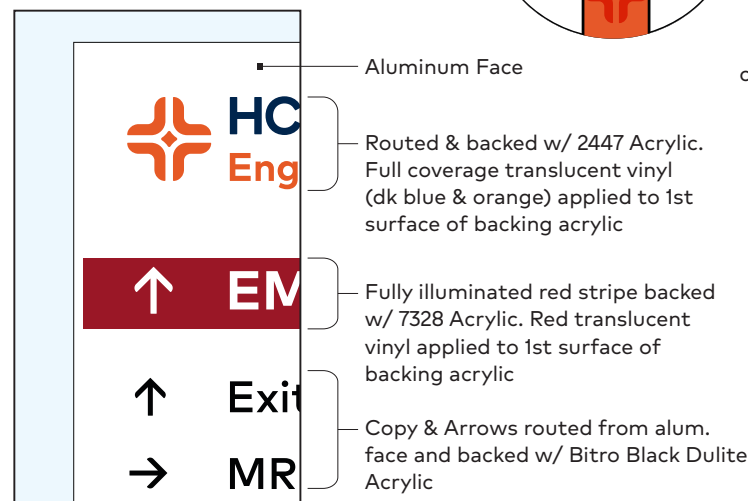 Aluminum Face
HC
Eng
Routed & backed w/ 2447 Acrylic.
Full coverage translucent vinyl
(dk blue & orange) applied to 1st
surface of backing acrylic
EM
Fully illuminated red stripe backed
w/ 7328 Acrylic. Red translucent
vinyl applied to 1st surface of
backing acrylic
Exit
MR
Copy & Arrows routed from alum.
face and backed w/ Bitro Black Dulite
Acrylic